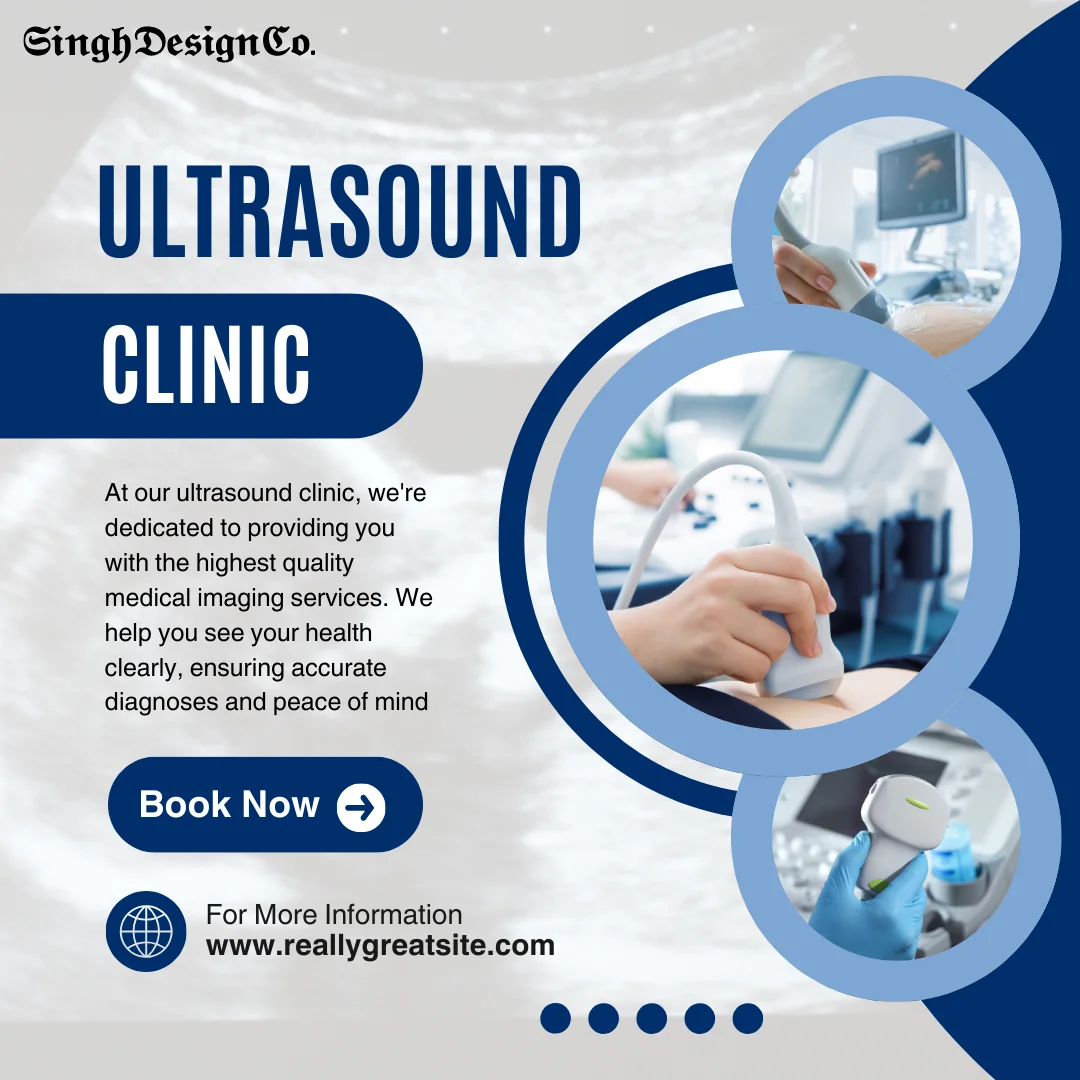 SinghDesignCo.
ULTRASOUND
CLINIC
At our ultrasound clinic, we're
dedicated to providing you
with the highest quality
medical imaging services. We
help you see your health
clearly, ensuring accurate
diagnoses and peace of mind
Book Now
For More Information
www.reallygreatsite.com